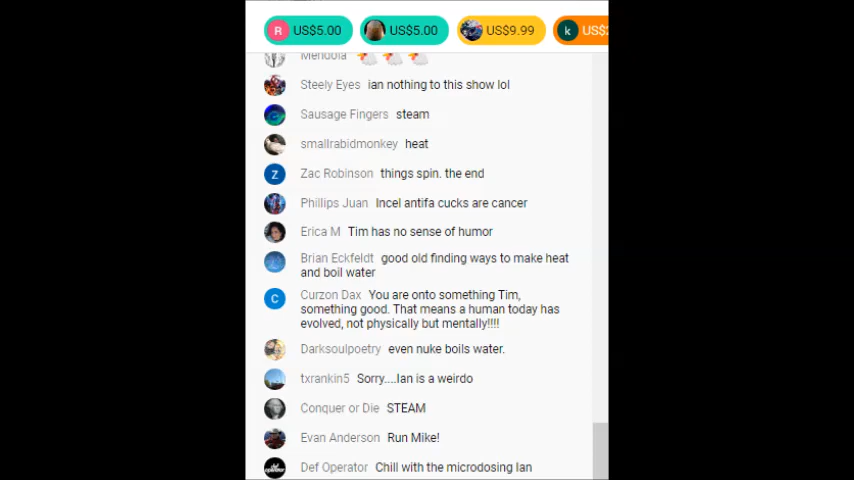 R US$5.00 US$5.00 US$9.99 k US$
Mendola
Steely Eyes ian nothing to this show lol
Sausage Fingers steam
smallrabidmonkey heat
Z Zac Robinson things spin. the end
Phillips Juan Incel antifa cucks are cancer
Erica M Tim has no sense of humor
Brian Eckfeldt good old finding ways to make heat
and boil water
C Curzon Dax You are onto something Tim,
something good. That means a human today has
evolved, not physically but mentally!!!!
Darksoulpoetry even nuke boils water.
txrankin5 Sorry....Ian is a weirdo
Conquer or Die STEAM
Evan Anderson Run Mike!
Def Operator Chill with the microdosing Ian